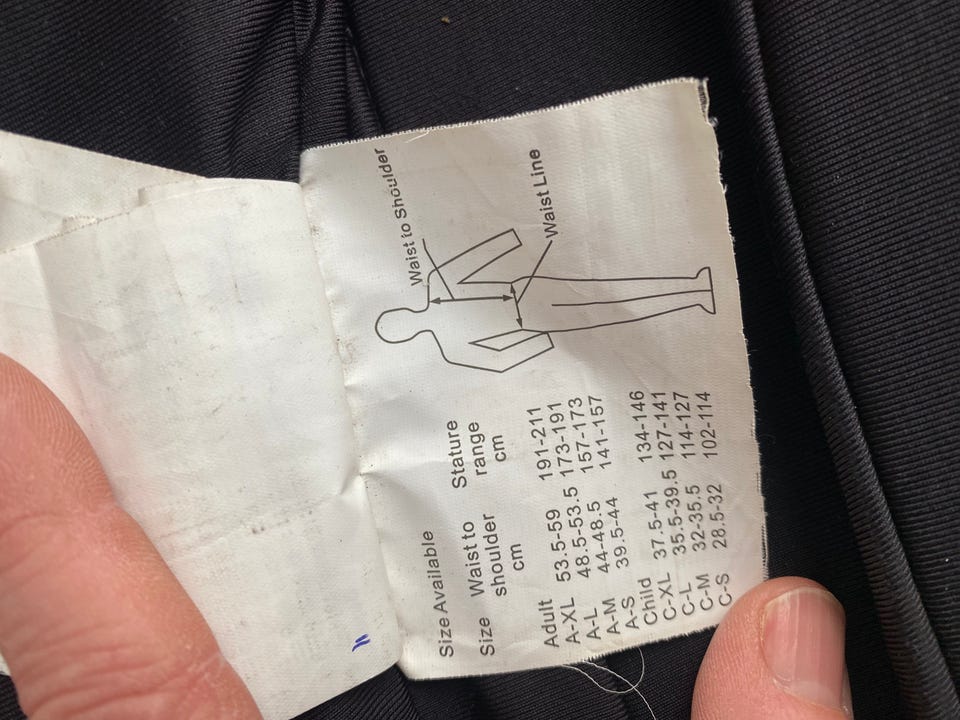 Waist to Shoulder
Waist Line
Size Available
Size Waist to Stature
shoulder range
cm cm
Adult
A-XL 53.5-59 191-211
A-L 48.5-53.5 173-191
A-M 44-48.5 157-173
A-S 39.5-44 141-157
Child
C-XL 37.5-41 134-146
C-L 35.5-39.5 127-141
C-M 32-35.5 114-127
C-S 28.5-32 102-114